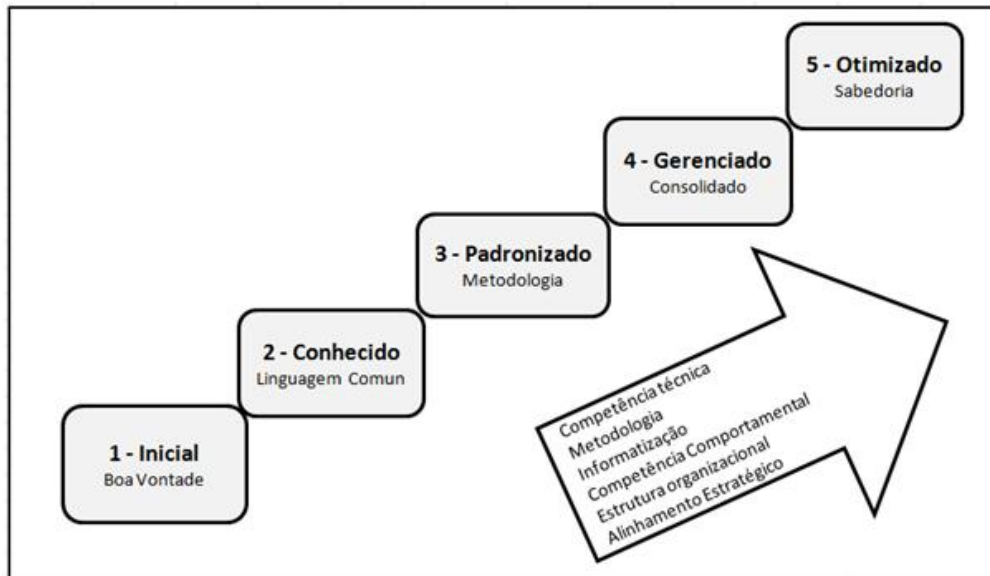 5 - Otimizado
Sabedoria
4 - Gerenciado
Consolidado
3 - Padronizado
Metodologia
2 - Conhecido
Linguagem Comun
1 - Inicial
Boa Vontade
Competência técnica
Metodologia
Informatização
Competência Comportamental
Estrutura organizacional
Alinhamento Estratégico